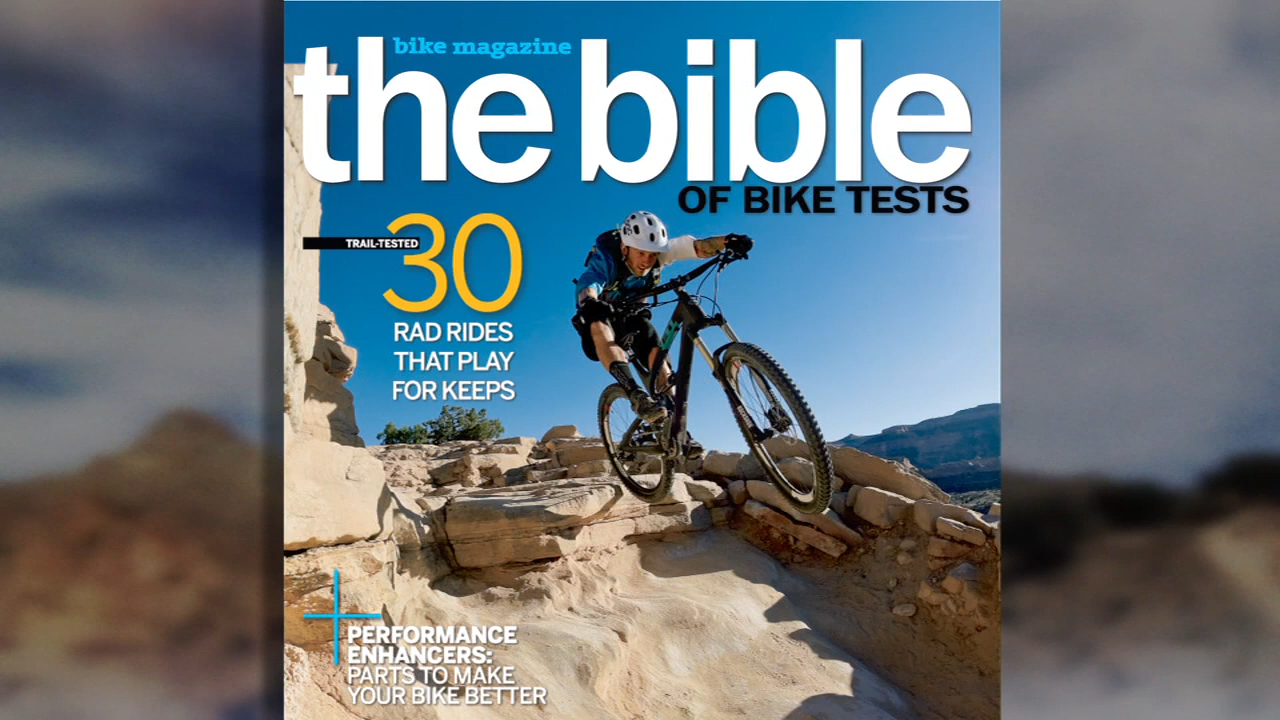 bike magazine
the bible
OF BIKE TESTS
TRAIL-TESTED
30
RAD RIDES
THAT PLAY
FOR KEEPS
PERFORMANCE
ENHANCERS:
PARTS TO MAKE
YOUR BIKE BETTER